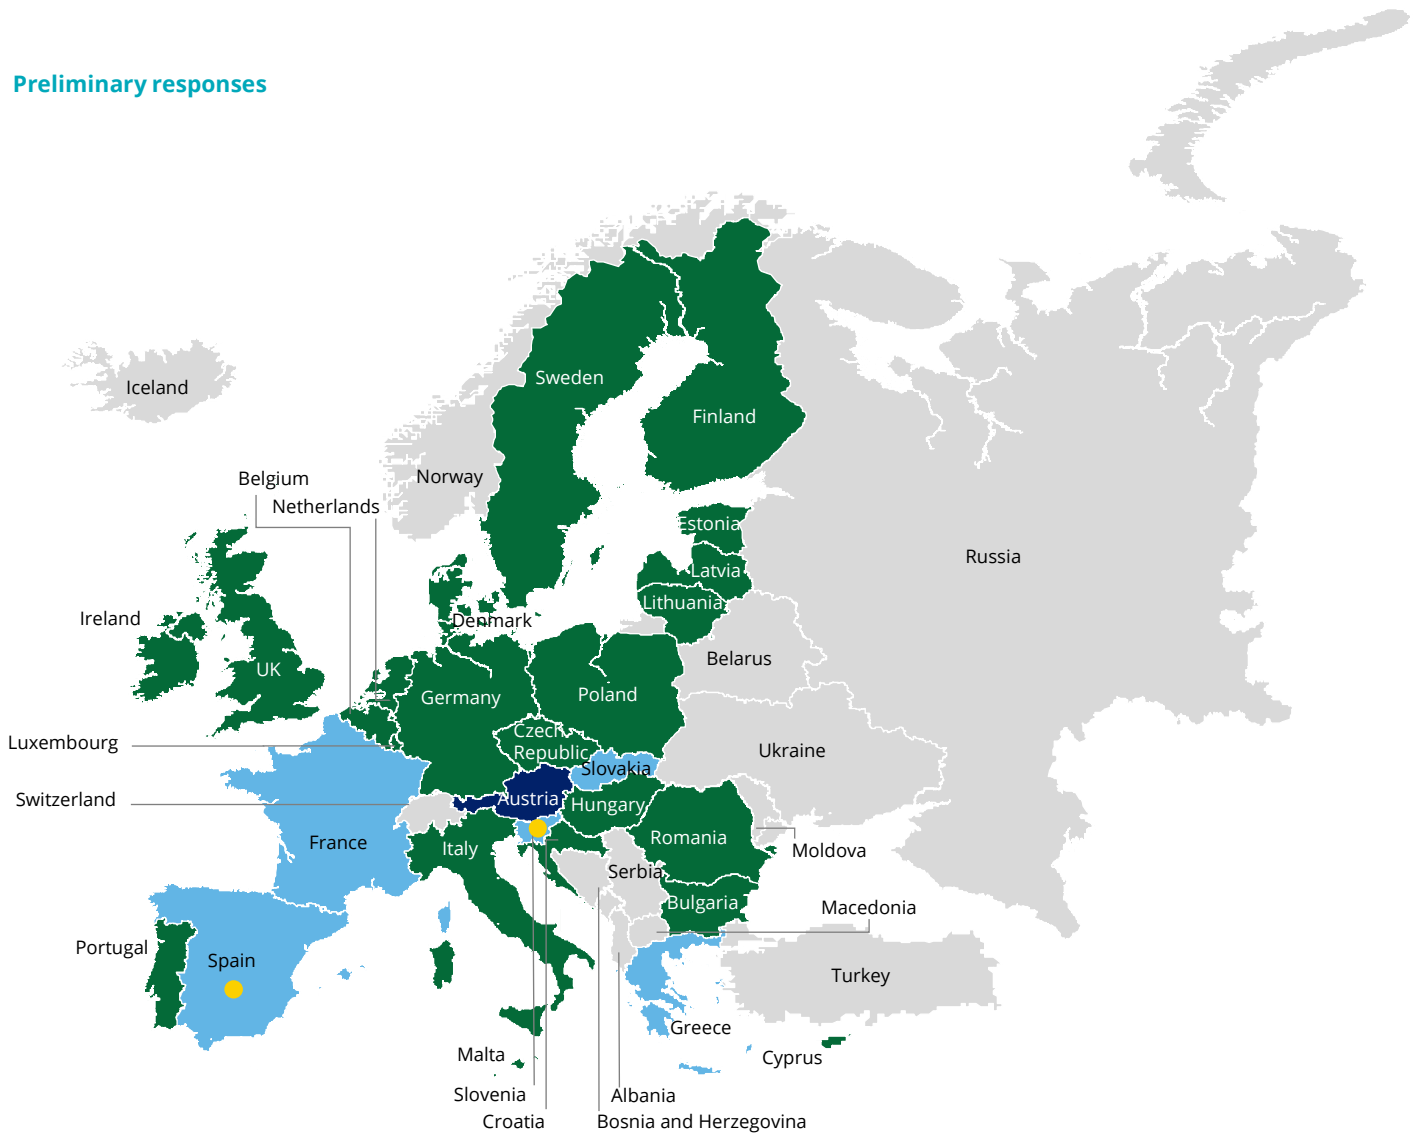 Preliminary responses
Iceland
Sweden
Finland
Norway
Belgium
Netherlands
Estonia
Russia
Latvia
Lithuania
Ireland
Denmark
Belarus
UK
Germany
Poland
Czech
Republic
Luxembourg
Ukraine
Slovakia
Switzerland
Austria
Hungary
France
Italy
Romania
Moldova
Serbia
Bulgaria
Macedonia
Portugal
Spain
Turkey
Greece
Malta
Cyprus
Slovenia
Albania
Croatia
Bosnia and Herzegovina